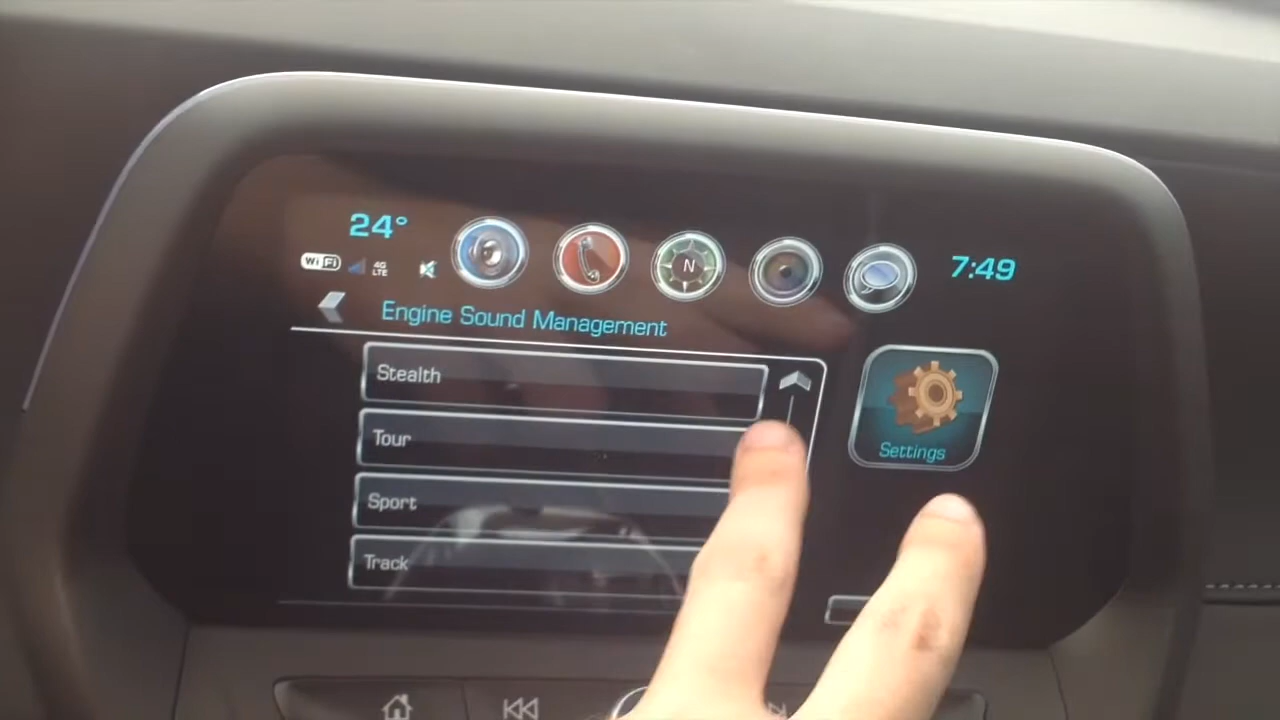 24°
WiFi
4G
LTE
N
7:49
Engine Sound Management
Stealth
Tour
Sport
Track
Settings